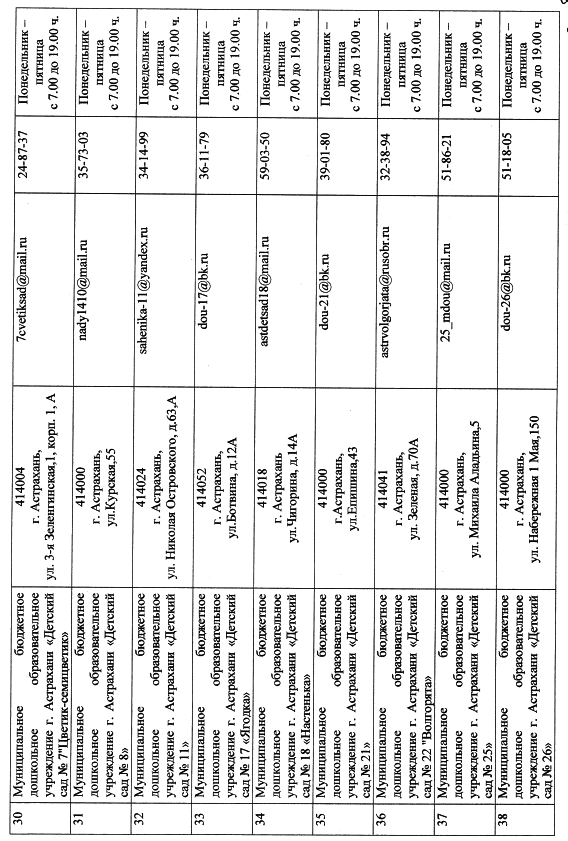 30
Муниципальное бюджетное
дошкольное образовательное
учреждение г. Астрахани «Детский
сад № 7"Цветик-семицветик»
414004
г. Астрахань,
ул. 3-я Зеленгинская,1, корп. 1, А
7cvetiksad@mail.ru
24-87-37
Понедельник –
пятница
с 7.00 до 19.00 ч.
31
Муниципальное бюджетное
дошкольное образовательное
учреждение г. Астрахани «Детский
сад № 8»
414000
г. Астрахань,
ул.Курская,55
nady1410@mail.ru
35-73-03
Понедельник –
пятница
с 7.00 до 19.00 ч.
32
Муниципальное бюджетное
дошкольное образовательное
учреждение г. Астрахани «Детский
сад № 11»
414024
г. Астрахань,
ул. Николая Островского, д.63,А
sahenika-11@yandex.ru
34-14-99
Понедельник –
пятница
с 7.00 до 19.00 ч.
33
Муниципальное бюджетное
дошкольное образовательное
учреждение г. Астрахани «Детский
сад № 17 «Ягодка»
414052
г. Астрахань,
ул.Ботвина, д.12А
dou-17@bk.ru
36-11-79
Понедельник –
пятница
с 7.00 до 19.00 ч.
34
Муниципальное бюджетное
дошкольное образовательное
учреждение г. Астрахани «Детский
сад № 18 «Настенька»
414018
г. Астрахань,
ул.Чигорина, д.14А
astdetsad18@mail.ru
59-03-50
Понедельник –
пятница
с 7.00 до 19.00 ч.
35
Муниципальное бюджетное
дошкольное образовательное
учреждение г. Астрахани «Детский
сад № 21»
414000
г.Астрахань,
ул.Епишина,43
dou-21@bk.ru
39-01-80
Понедельник –
пятница
с 7.00 до 19.00 ч.
36
Муниципальное бюджетное
дошкольное образовательное
учреждение г. Астрахани «Детский
сад № 22 "Волгорята»
414041
г. Астрахань,
ул. Зеленая, д.70А
astrvolgorjata@rusobr.ru
32-38-94
Понедельник –
пятница
с 7.00 до 19.00 ч.
37
Муниципальное бюджетное
дошкольное образовательное
учреждение г. Астрахани «Детский
сад № 25»
414000
г. Астрахань,
ул. Михаила Аладьина,5
25_mdou@mail.ru
51-86-21
Понедельник –
пятница
с 7.00 до 19.00 ч.
38
Муниципальное бюджетное
дошкольное образовательное
учреждение г. Астрахани «Детский
сад № 26»
414000
г. Астрахань,
ул. Набережная 1 Мая,150
dou-26@bk.ru
51-18-05
Понедельник –
пятница
с 7.00 до 19.00 ч.